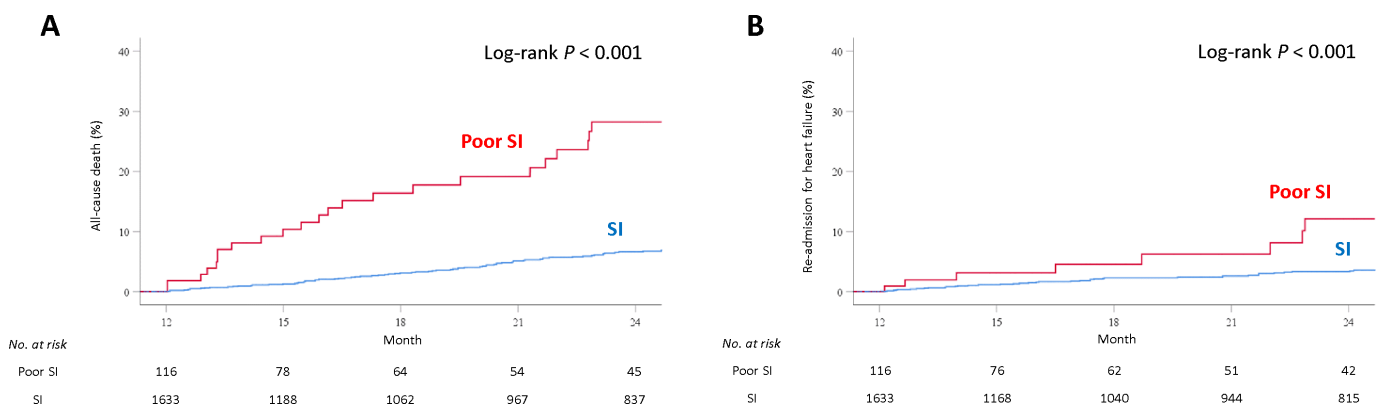 A
Log-rank P < 0.001
All-cause death (%)
40
30
20
10
0
Poor SI
SI
12 15 18 21 24
Month
No. at risk
Poor SI 116 78 64 54 45
SI 1633 1188 1062 967 837
B
Log-rank P < 0.001
Re-admission for heart failure (%)
40
30
20
10
0
Poor SI
SI
12 15 18 21 24
Month
No. at risk
Poor SI 116 76 62 51 42
SI 1633 1168 1040 944 815